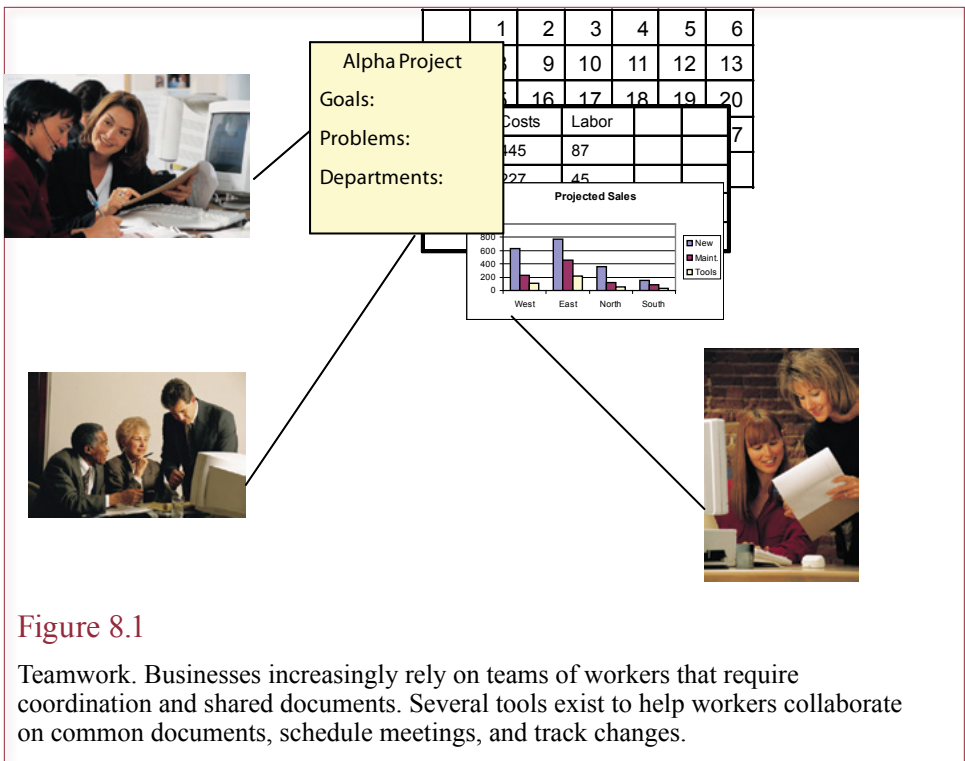 1 2 3 4 5 6
9 10 11 12 13
16 17 18 19 20
7
Alpha Project
Goals:
Problems:
Departments:
Costs Labor
445 87
227 45
Projected Sales
800
600
400
200
0
West East North South
New
Maint.
Tools
Figure 8.1
Teamwork. Businesses increasingly rely on teams of workers that require
coordination and shared documents. Several tools exist to help workers collaborate
on common documents, schedule meetings, and track changes.